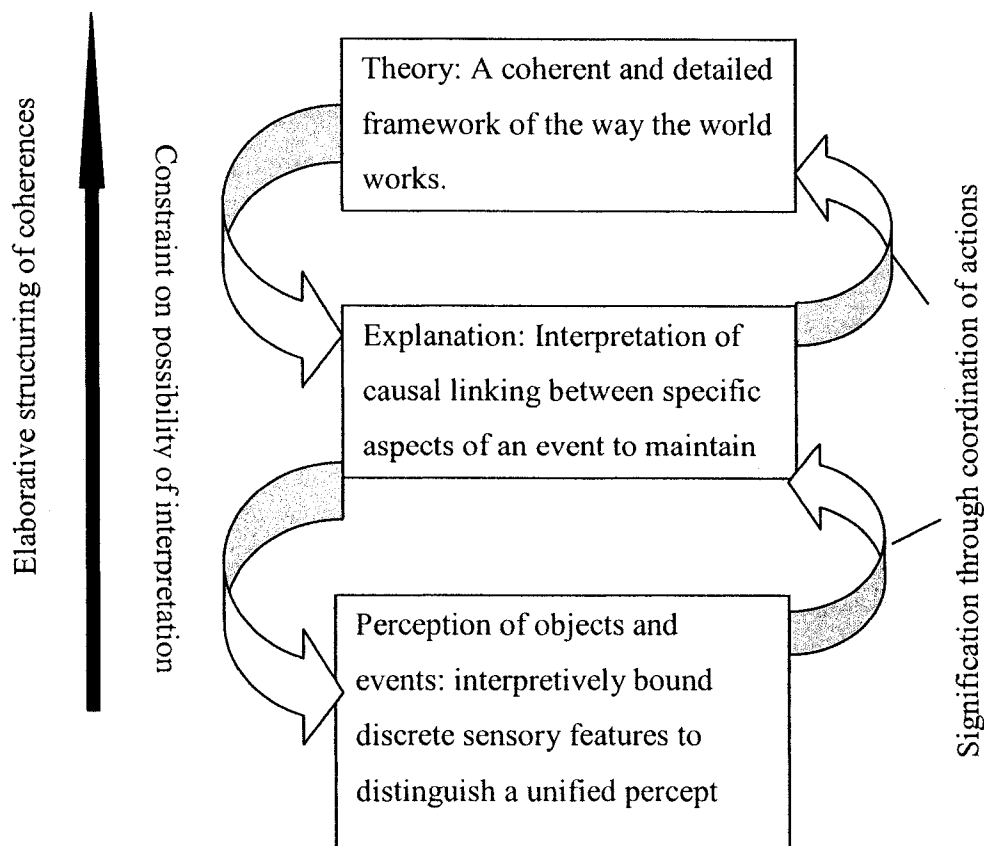 Elaborative structuring of coherences
Constraint on possibility of interpretation
Theory: A coherent and detailed
framework of the way the world
works.
Explanation: Interpretation of
causal linking between specific
aspects of an event to maintain
Perception of objects and
events: interpretively bound
discrete sensory features to
distinguish a unified percept
Signification through coordination of actions